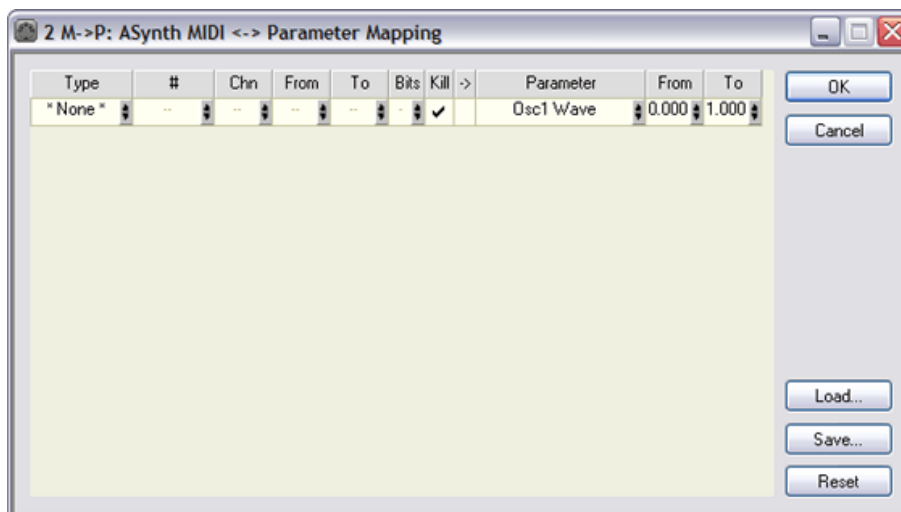 2 M->P: ASynth MIDI <-> Parameter Mapping
Type # Chn From To Bits Kill -> Parameter From To
* None * -- -- -- -- - ✔ Osc1 Wave 0.000 1.000
OK
Cancel
Load...
Save...
Reset